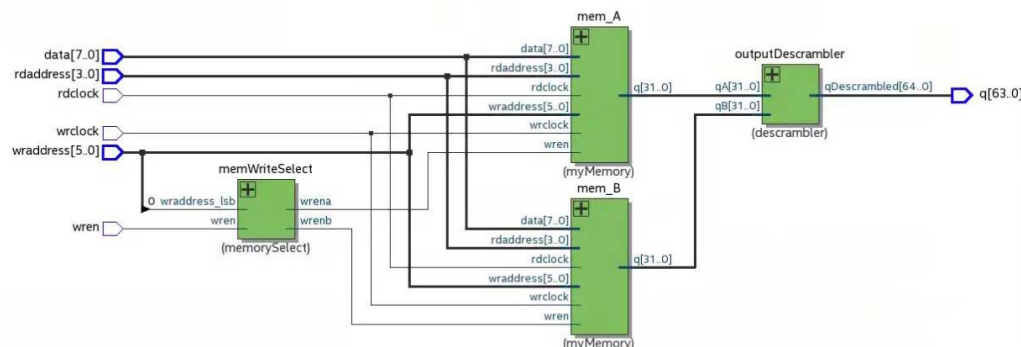 mem_A
data[7..0]
rdaddress[3..0]
rdclock
wrclock
wraddress[5..0]
wren
memWriteSelect
0 wraddress_lsb wrena
wren wrenb
(memorySelect)
data[7..0]
rdaddress[3..0]
rdclock
wraddress[5..0]
wrclock
wren
q[31..0]
(myMemory)
mem_B
data[7..0]
rdaddress[3..0]
rdclock
wraddress[5..0]
wrclock
wren
q[31..0]
(myMemory)
outputDescrambler
qA[31..0] qDescrambled[64..0]
qB[31..0]
(descrambler)
q[63..0]